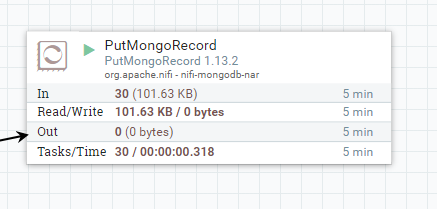 PutMongoRecord
PutMongoRecord 1.13.2
org.apache.nifi - nifi-mongodb-nar
In 30 (101.63 KB) 5 min
Read/Write 101.63 KB / 0 bytes 5 min
Out 0 (0 bytes) 5 min
Tasks/Time 30 / 00:00:00.318 5 min